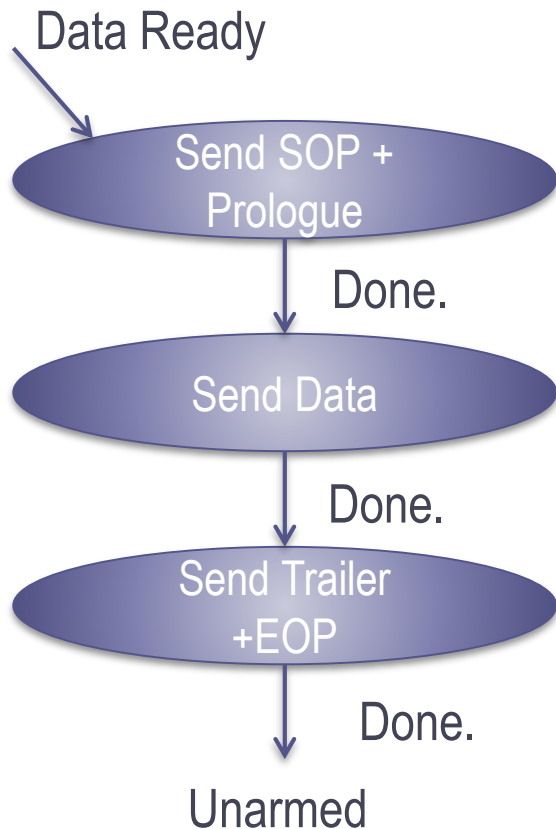 Data Ready
Send SOP +
Prologue
Done.
Send Data
Done.
Send Trailer
+EOP
Done.
Unarmed